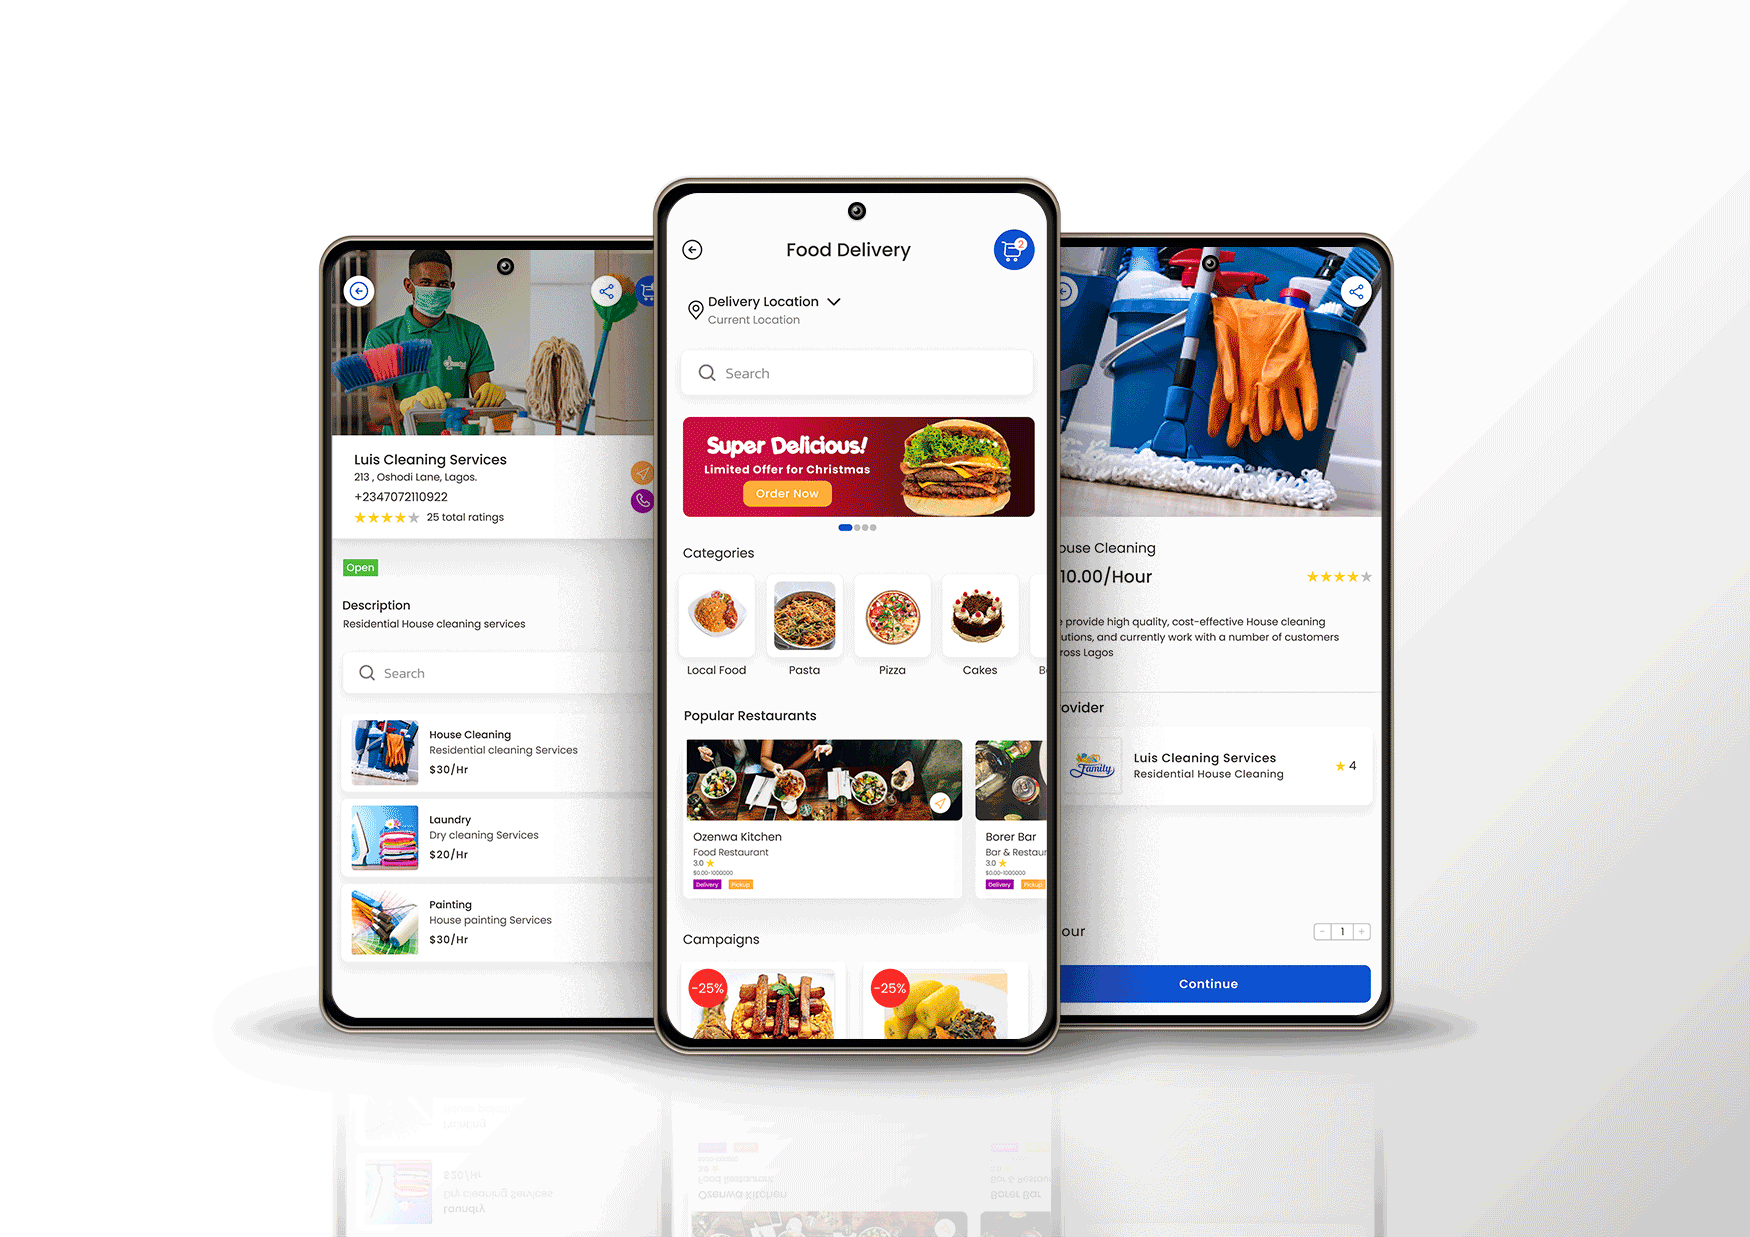 Luis Cleaning Services
213 , Oshodi Lane, Lagos.
+2347072110922
25 total ratings
Open
Description
Residential House cleaning services
Search
House Cleaning
Residential cleaning Services
$30/Hr
Laundry
Dry cleaning Services
$20/Hr
Painting
House painting Services
$30/Hr
Food Delivery
2
Delivery Location
Current Location
Search
Super Delicious!
Limited Offer for Christmas
Order Now
Categories
Local Food
Pasta
Pizza
Cakes
B
Popular Restaurants
Ozenwa Kitchen
Food Restaurant
3.0
$0.00-1000000
Delivery Pickup
Borer Bar
Bar & Restaur
3.0
$0.00-1000000
Delivery Pickup
Campaigns
-25%
-25%
ouse Cleaning
10.00/Hour
provide high quality, cost-effective House cleaning
utions, and currently work with a number of customers
ross Lagos
ovider
Family
Luis Cleaning Services
Residential House Cleaning
4
our
- 1 +
Continue